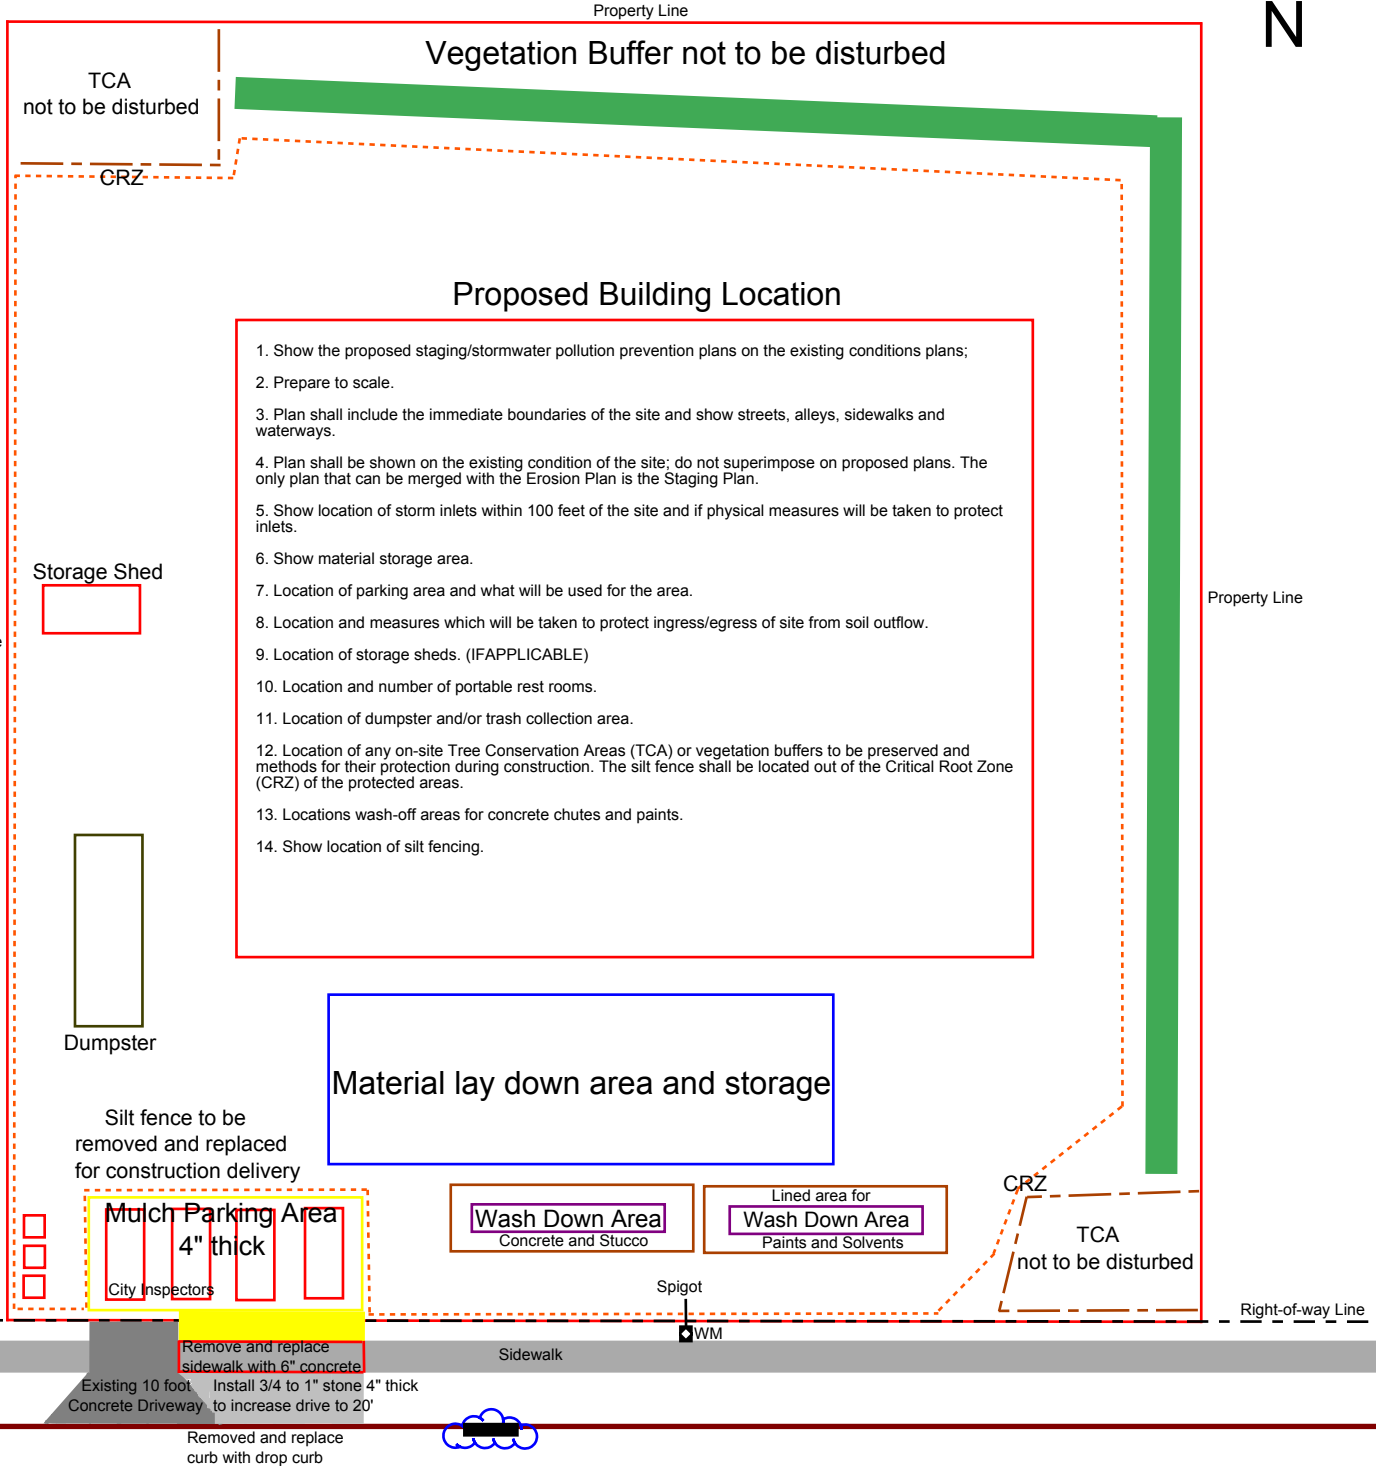 Property Line
N
Vegetation Buffer not to be disturbed
TCA
not to be disturbed
CRZ
Proposed Building Location
1. Show the proposed staging/stormwater pollution prevention plans on the existing conditions plans;
2. Prepare to scale.
3. Plan shall include the immediate boundaries of the site and show streets, alleys, sidewalks and
waterways.
4. Plan shall be shown on the existing condition of the site; do not superimpose on proposed plans. The
only plan that can be merged with the Erosion Plan is the Staging Plan.
5. Show location of storm inlets within 100 feet of the site and if physical measures will be taken to protect
inlets.
6. Show material storage area.
7. Location of parking area and what will be used for the area.
8. Location and measures which will be taken to protect ingress/egress of site from soil outflow.
9. Location of storage sheds. (IFAPPLICABLE)
10. Location and number of portable rest rooms.
11. Location of dumpster and/or trash collection area.
12. Location of any on-site Tree Conservation Areas (TCA) or vegetation buffers to be preserved and
methods for their protection during construction. The silt fence shall be located out of the Critical Root Zone
(CRZ) of the protected areas.
13. Locations wash-off areas for concrete chutes and paints.
14. Show location of silt fencing.
Storage Shed
Property Line
Dumpster
Material lay down area and storage
Silt fence to be
removed and replaced
for construction delivery
Mulch Parking Area
4" thick
City Inspectors
Wash Down Area
Concrete and Stucco
Lined area for
Wash Down Area
Paints and Solvents
CRZ
TCA
not to be disturbed
Spigot
WM
Right-of-way Line
Remove and replace
sidewalk with 6" concrete
Sidewalk
Existing 10 foot
Concrete Driveway
Install 3/4 to 1" stone 4" thick
to increase drive to 20'
Removed and replace
curb with drop curb